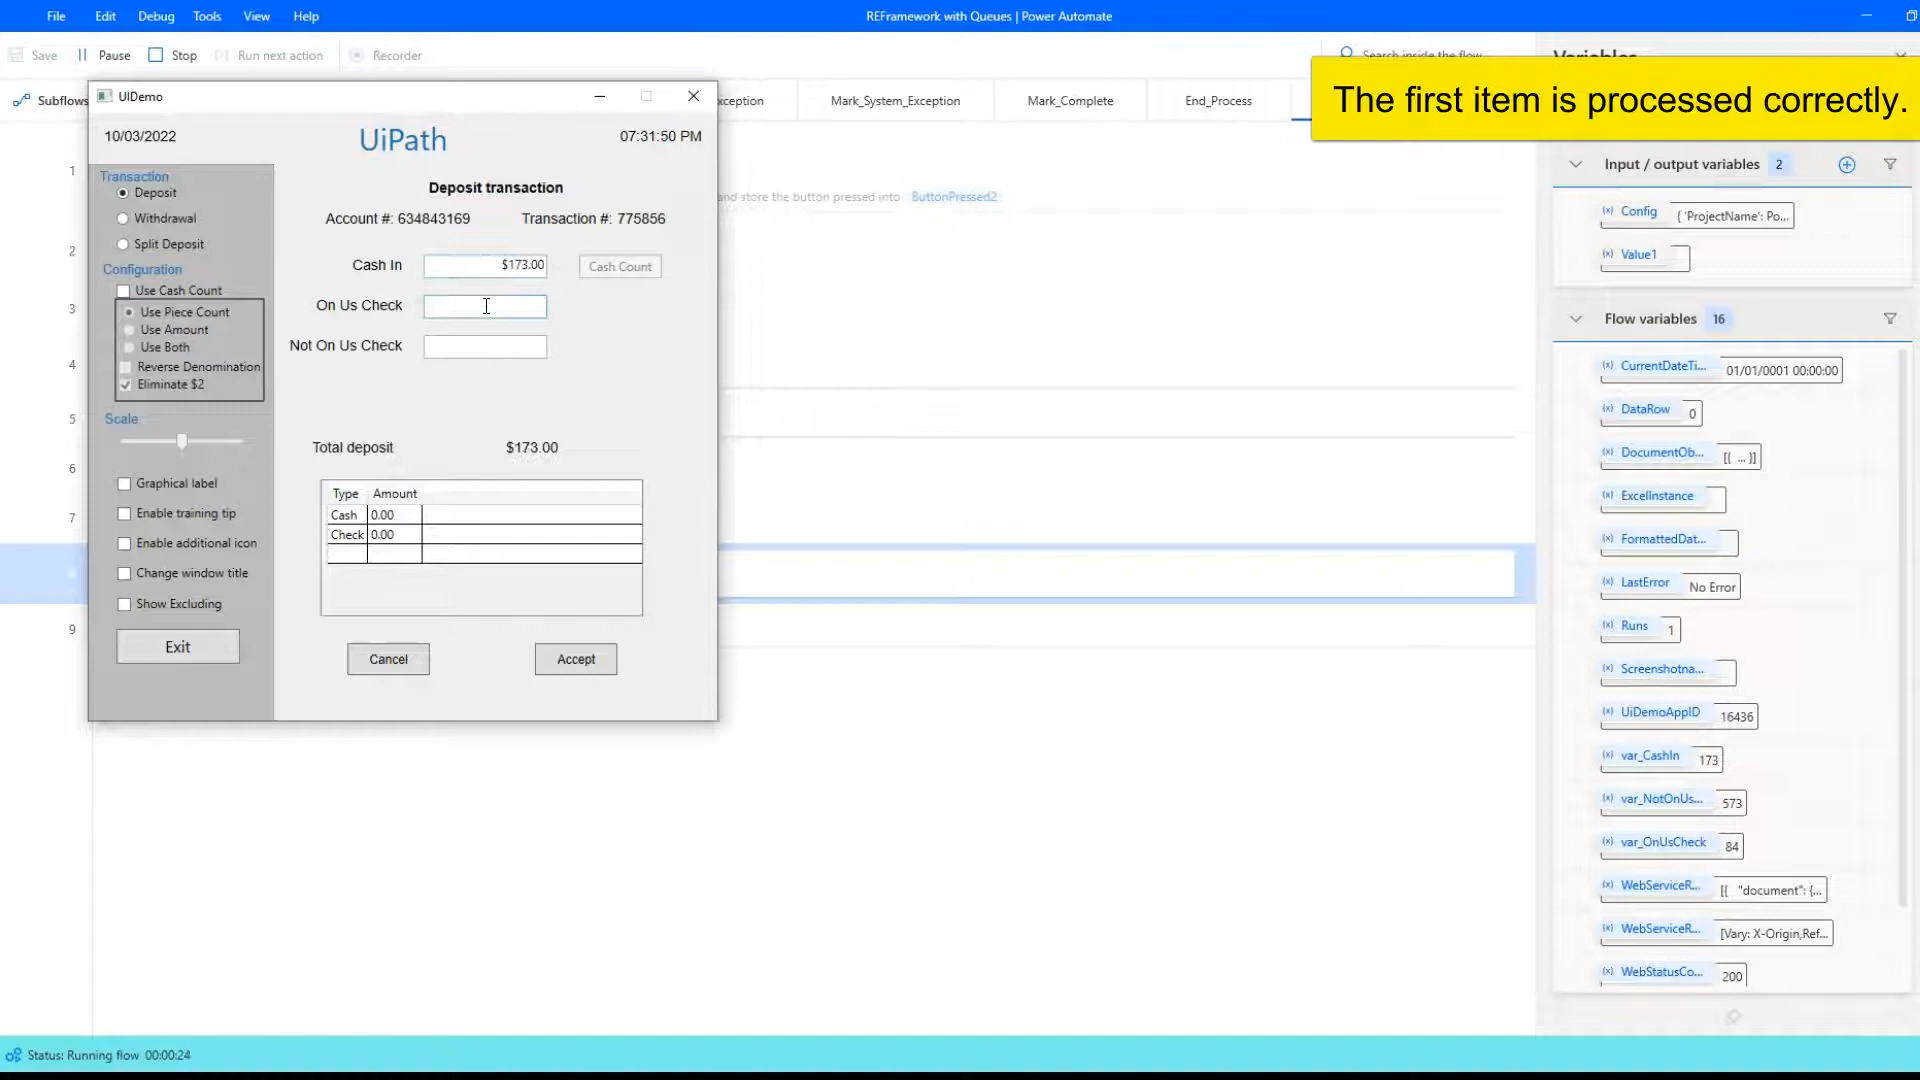 File Edit Debug Tools View Help
REFramework with Queues | Power Automate
Save Pause Stop Run next action Recorder
Search inside the flow
Variables
The first item is processed correctly.
Subflows
xception Mark_System_Exception Mark_Complete End_Process
UIDemo
10/03/2022 UiPath 07:31:50 PM
Transaction
Deposit
Withdrawal
Split Deposit
Configuration
Use Cash Count
Use Piece Count
Use Amount
Use Both
Reverse Denomination
Eliminate $2
Scale
Graphical label
Enable training tip
Enable additional icon
Change window title
Show Excluding
Exit
Deposit transaction
Account #: 634843169 Transaction #: 775856
Cash In $173.00 Cash Count
On Us Check
Not On Us Check
Total deposit $173.00
Type Amount
Cash 0.00
Check 0.00
Cancel Accept
1
2
3
4
5
6
7
9
and store the button pressed into ButtonPressed2
Input / output variables 2
(x) Config { 'ProjectName': Po...
(x) Value1
Flow variables 16
(x) CurrentDateTi... 01/01/0001 00:00:00
(x) DataRow 0
(x) DocumentOb... [{ ... }]
(x) ExcelInstance
(x) FormattedDat...
(x) LastError No Error
(x) Runs 1
(x) Screenshotna...
(x) UiDemoAppID 16436
(x) var_CashIn 173
(x) var_NotOnUs... 573
(x) var_OnUsCheck 84
(x) WebServiceR... [{ "document": {...
(x) WebServiceR... [Vary: X-Origin,Ref...
(x) WebStatusCo... 200
Status: Running flow 00:00:24